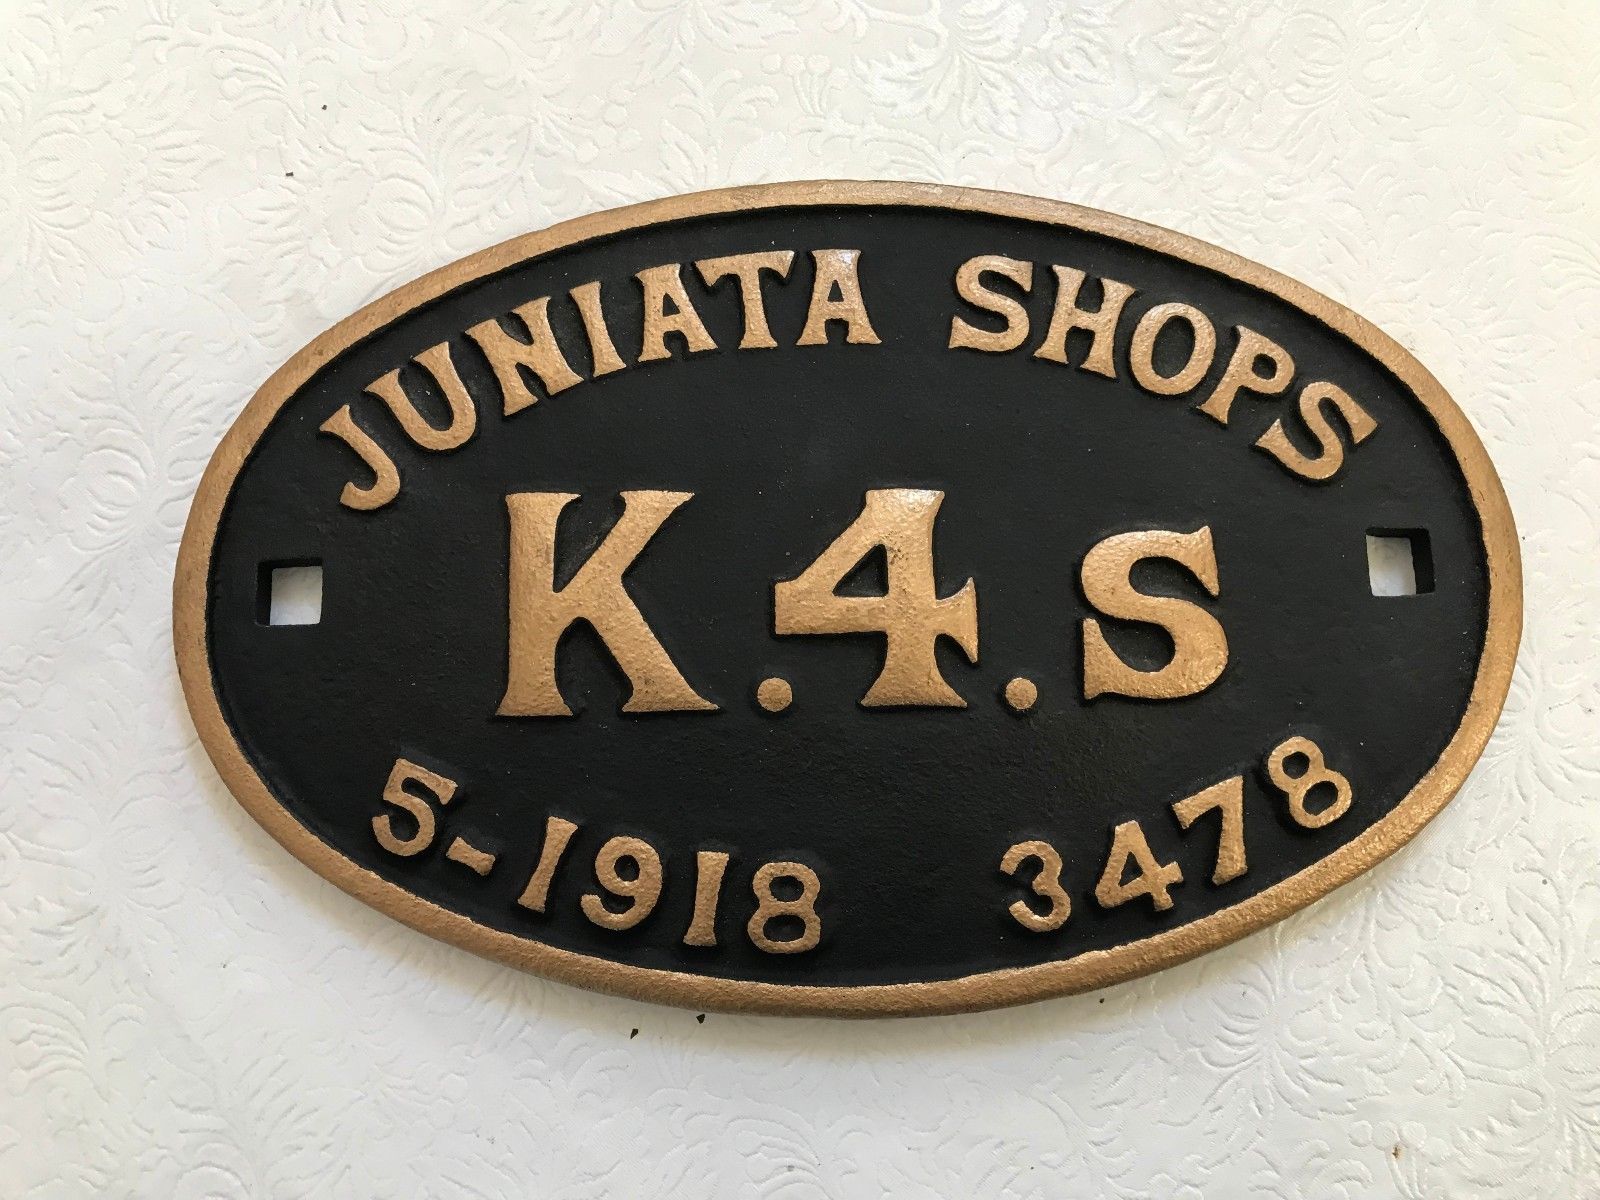 JUNIATA SHOPS
K.4.S
5-1918 3478